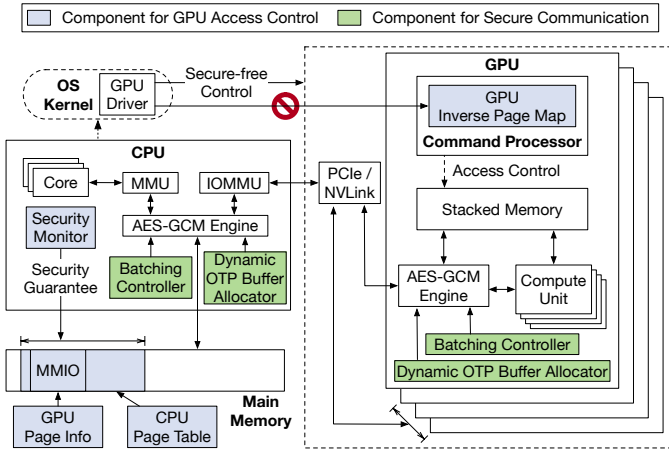 Component for GPU Access Control
Component for Secure Communication
OS
Kernel
GPU
Driver
Secure-free
Control
GPU
GPU
Inverse Page Map
Command Processor
Access Control
CPU
Core
MMU
IOMMU
PCIe /
NVLink
Stacked Memory
Security
Monitor
AES-GCM Engine
Security
Guarantee
Batching
Controller
Dynamic
OTP Buffer
Allocator
AES-GCM
Engine
Compute
Unit
Batching Controller
Dynamic OTP Buffer Allocator
MMIO
Main
Memory
GPU
Page Info
CPU
Page Table